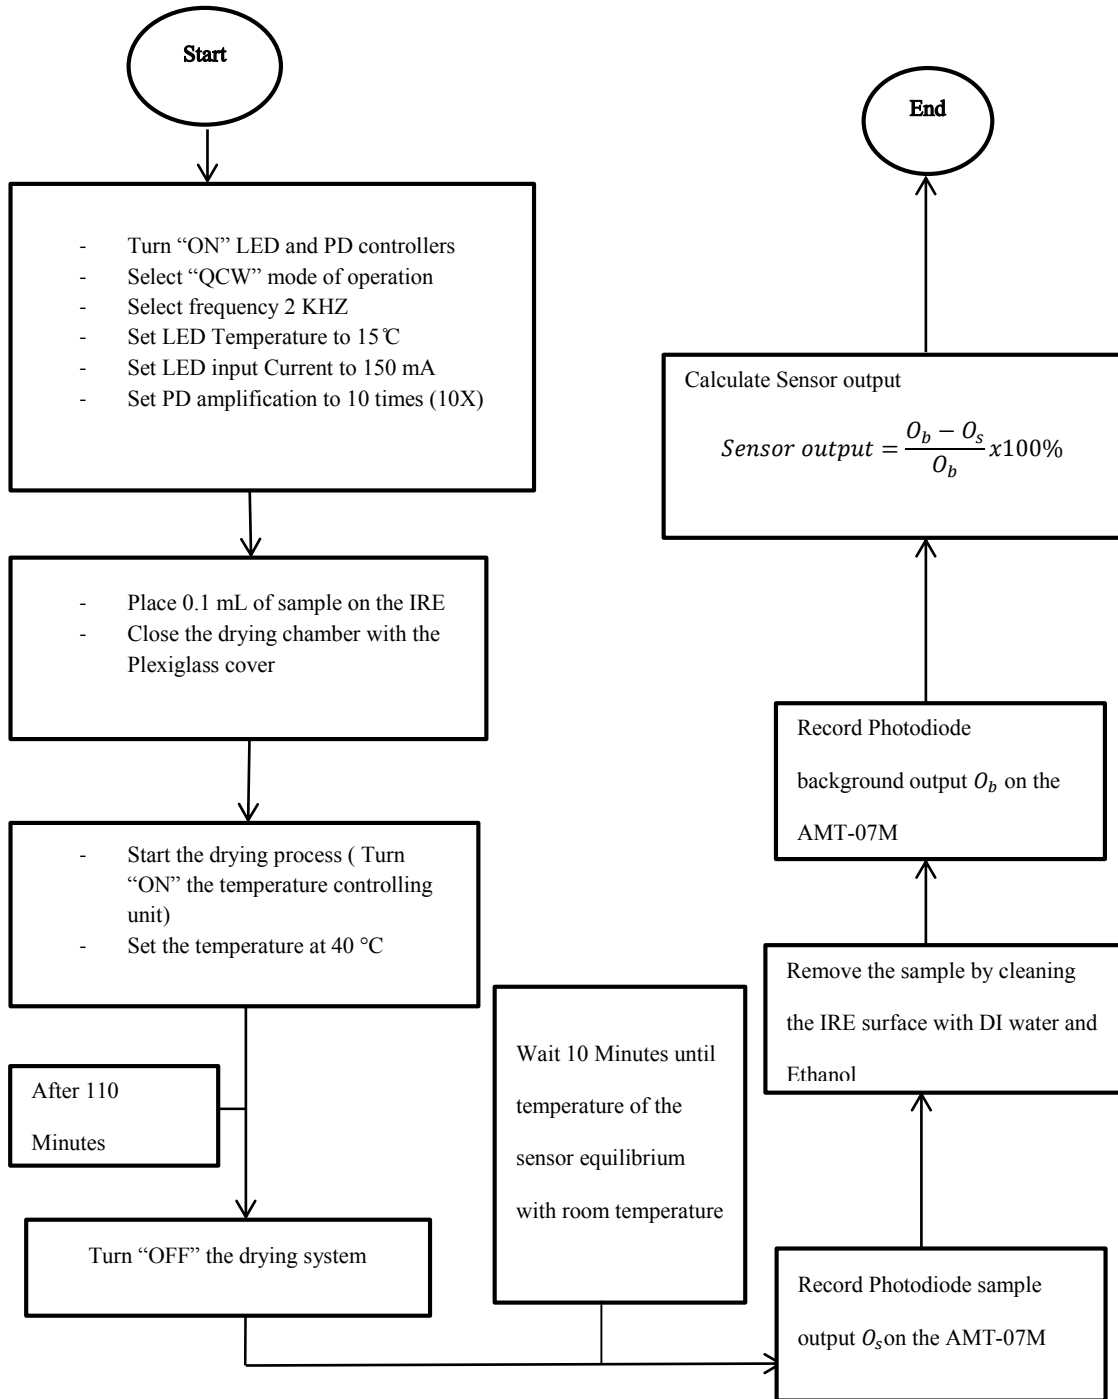 Start
- Turn “ON” LED and PD controllers
- Select “QCW” mode of operation
- Select frequency 2 KHZ
- Set LED Temperature to 15℃
- Set LED input Current to 150 mA
- Set PD amplification to 10 times (10X)
- Place 0.1 mL of sample on the IRE
- Close the drying chamber with the
Plexiglass cover
- Start the drying process ( Turn
“ON” the temperature controlling
unit)
- Set the temperature at 40 °C
After 110
Minutes
Turn “OFF” the drying system
Wait 10 Minutes until
temperature of the
sensor equilibrium
with room temperature
Record Photodiode sample
output O_s on the AMT-07M
Remove the sample by cleaning
the IRE surface with DI water and
Ethanol
Record Photodiode
background output O_b on the
AMT-07M
Calculate Sensor output
Sensor output = (O_b − O_s)/O_b x100%
End